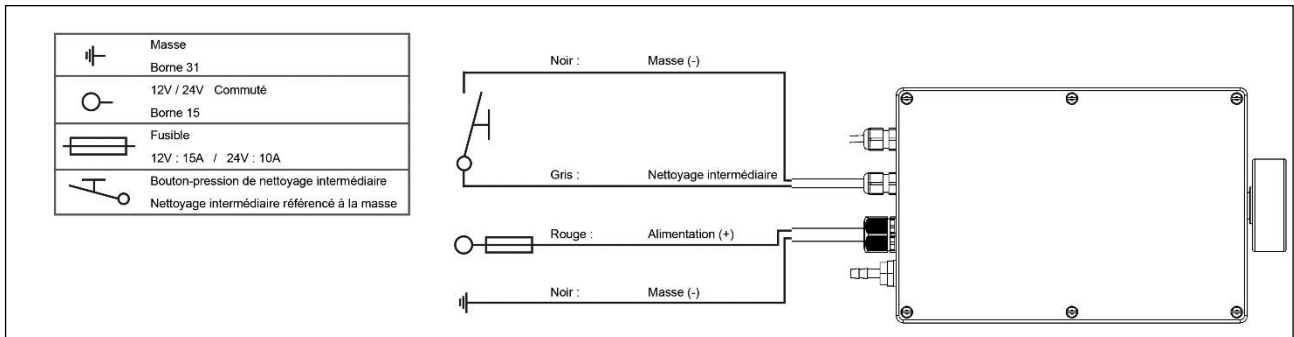 Masse
Borne 31
12V / 24V Commuté
Borne 15
Fusible
12V : 15A / 24V : 10A
Bouton-pression de nettoyage intermédiaire
Nettoyage intermédiaire référencé à la masse
Noir : Masse (-)
Gris : Nettoyage intermédiaire
Rouge : Alimentation (+)
Noir : Masse (-)